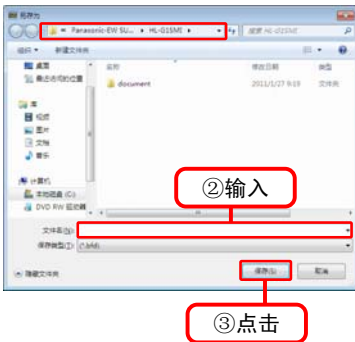 另存为
Panasonic-EW SU... ▸ HL-G1SMI ▸
搜索 HL-G1SMI
组织 ▾ 新建文件夹
桌面
最近访问的位置
库
视频
图片
文档
音乐
计算机
本地磁盘 (C:)
DVD RW 驱动器
名称 修改日期 类型
document 2011/1/27 9:19 文件夹
②输入
文件名(N):
保存类型(T):
隐藏文件夹
保存(S) 取消
③点击